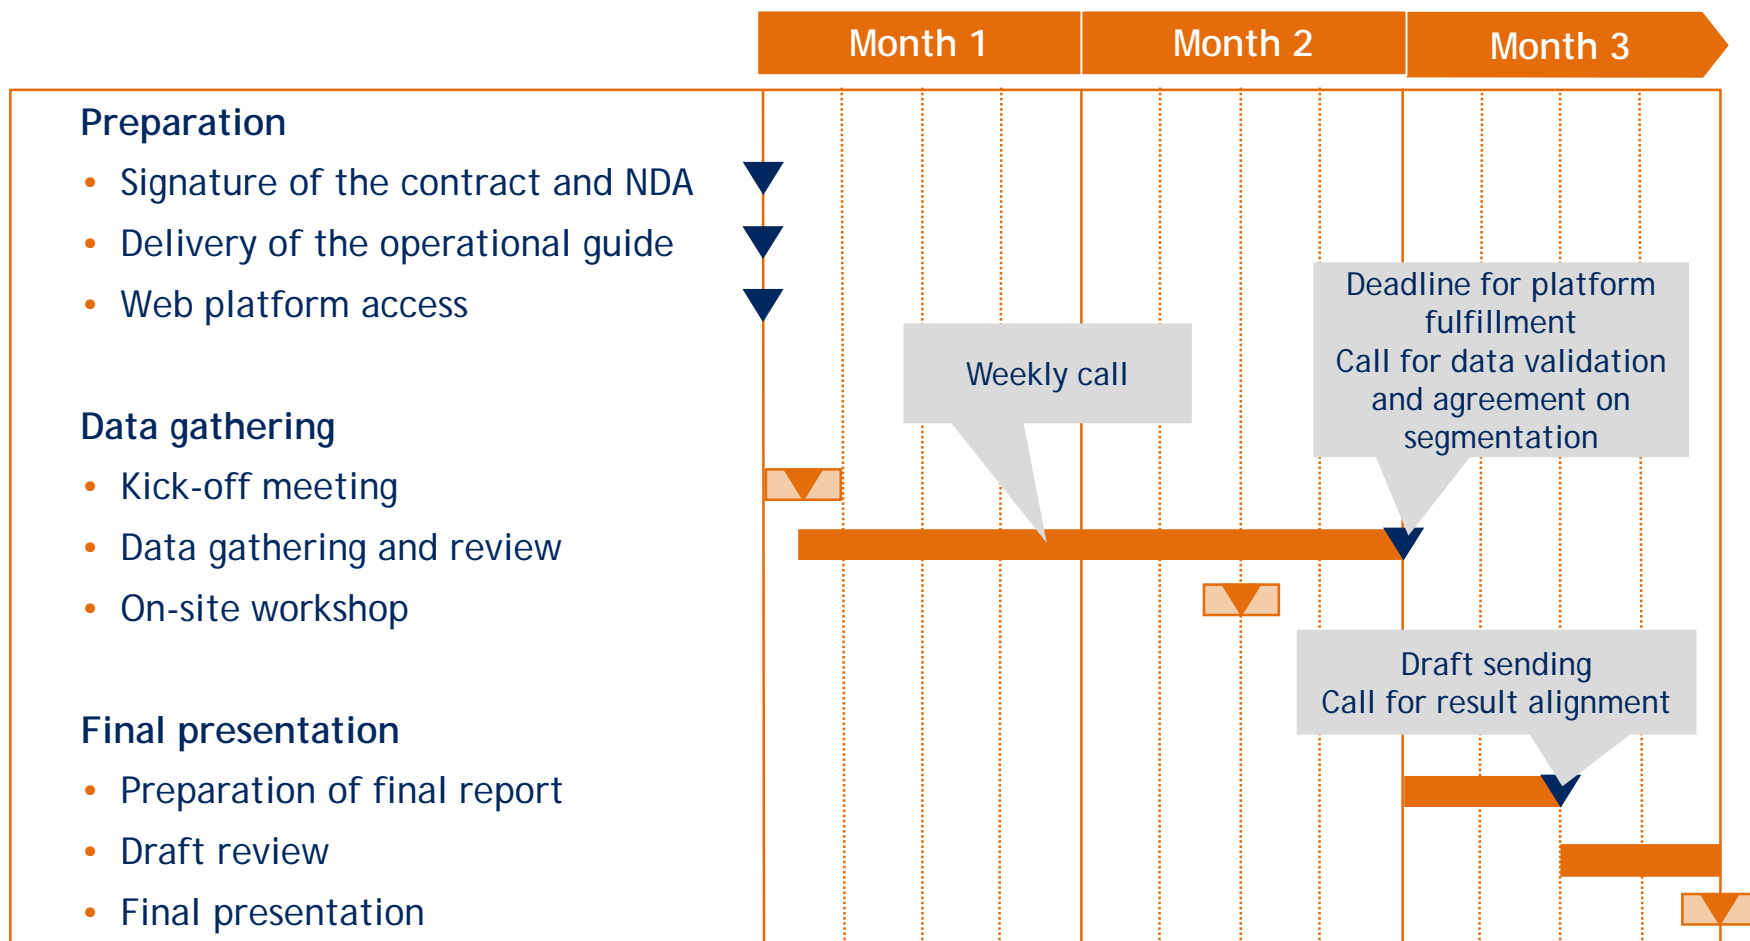 Month 1
Month 2
Month 3
Preparation
• Signature of the contract and NDA
• Delivery of the operational guide
• Web platform access
Deadline for platform
fulfillment
Call for data validation
and agreement on
segmentation
Weekly call
Data gathering
• Kick-off meeting
• Data gathering and review
• On-site workshop
Draft sending
Call for result alignment
Final presentation
• Preparation of final report
• Draft review
• Final presentation